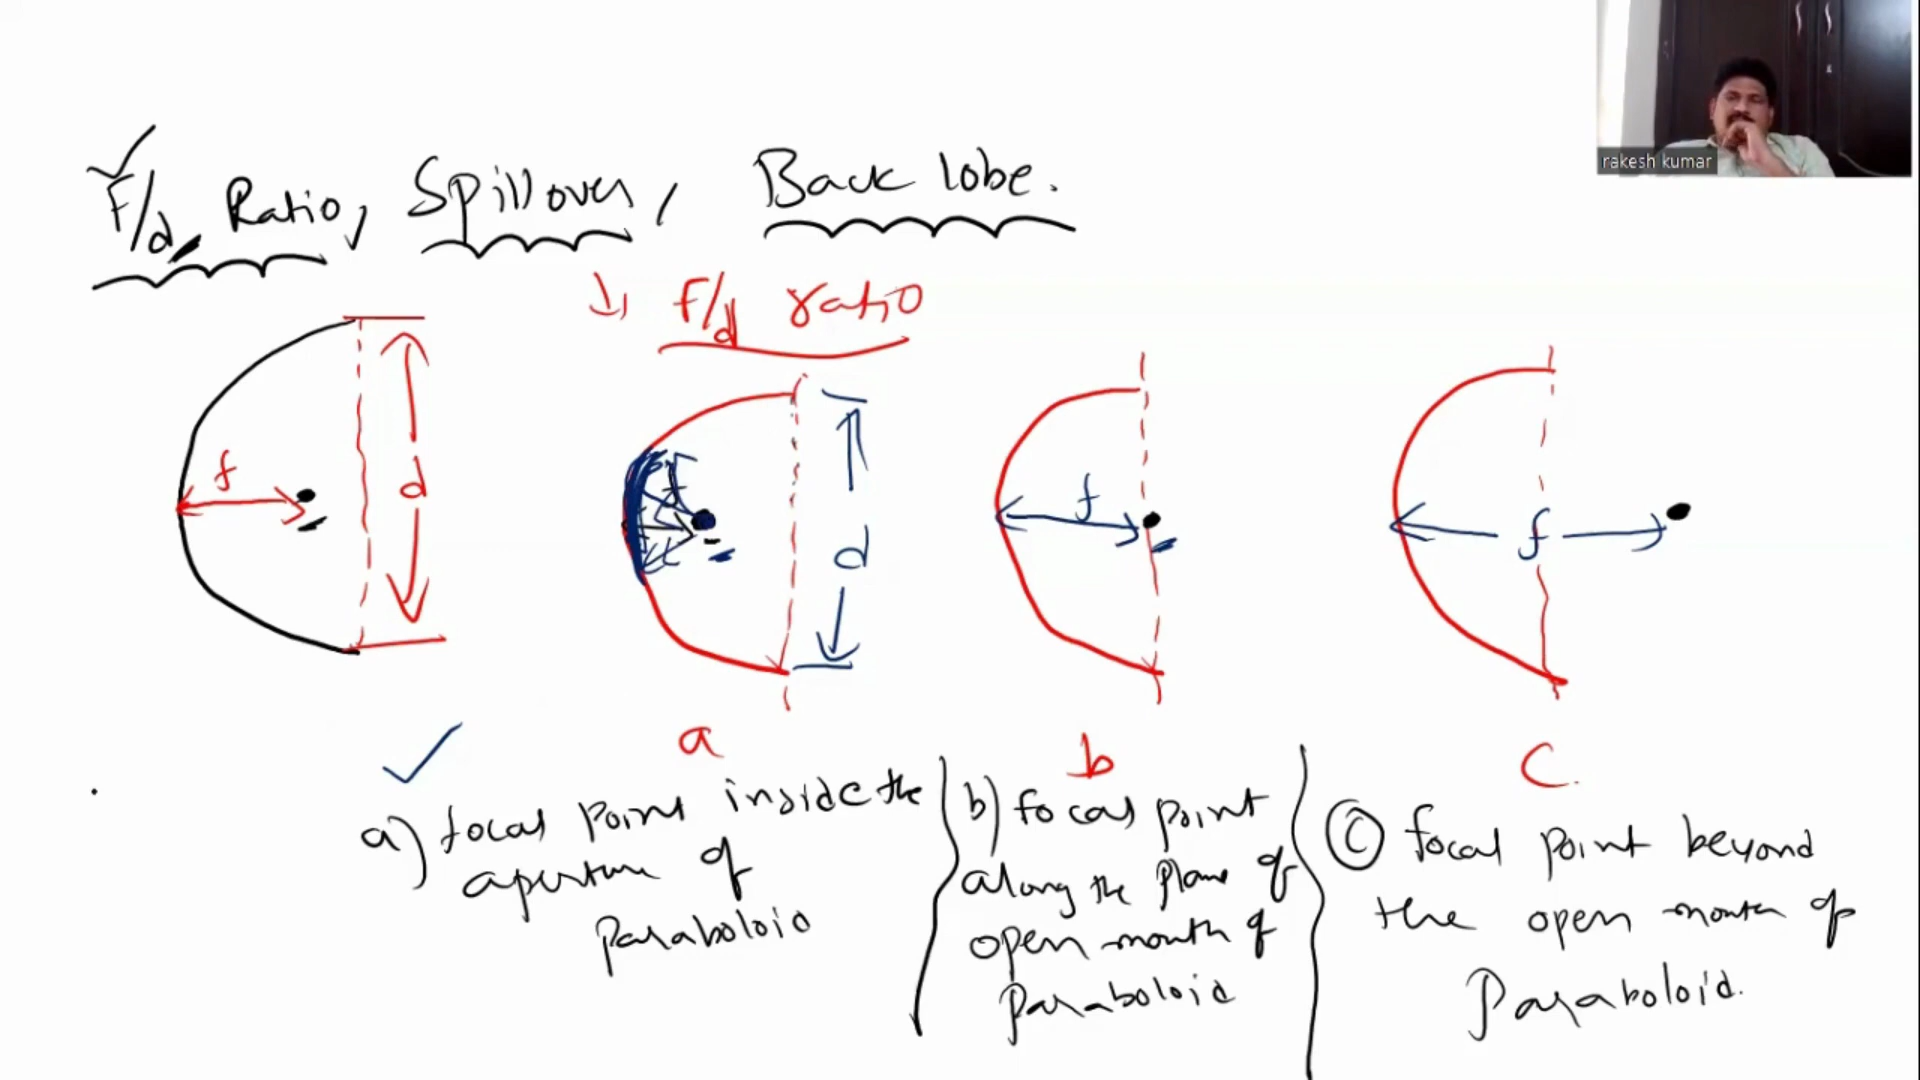 rakesh kumar
F/d Ratio, Spillover, Back lobe.
1) F/d ratio
f
d
f
d
f
f
a
b
c.
a) focal point inside the
aperture of
Paraboloid
b) focal point
along the plane of
open mouth of
Paraboloid
c) focal point beyond
the open mouth of
Paraboloid.